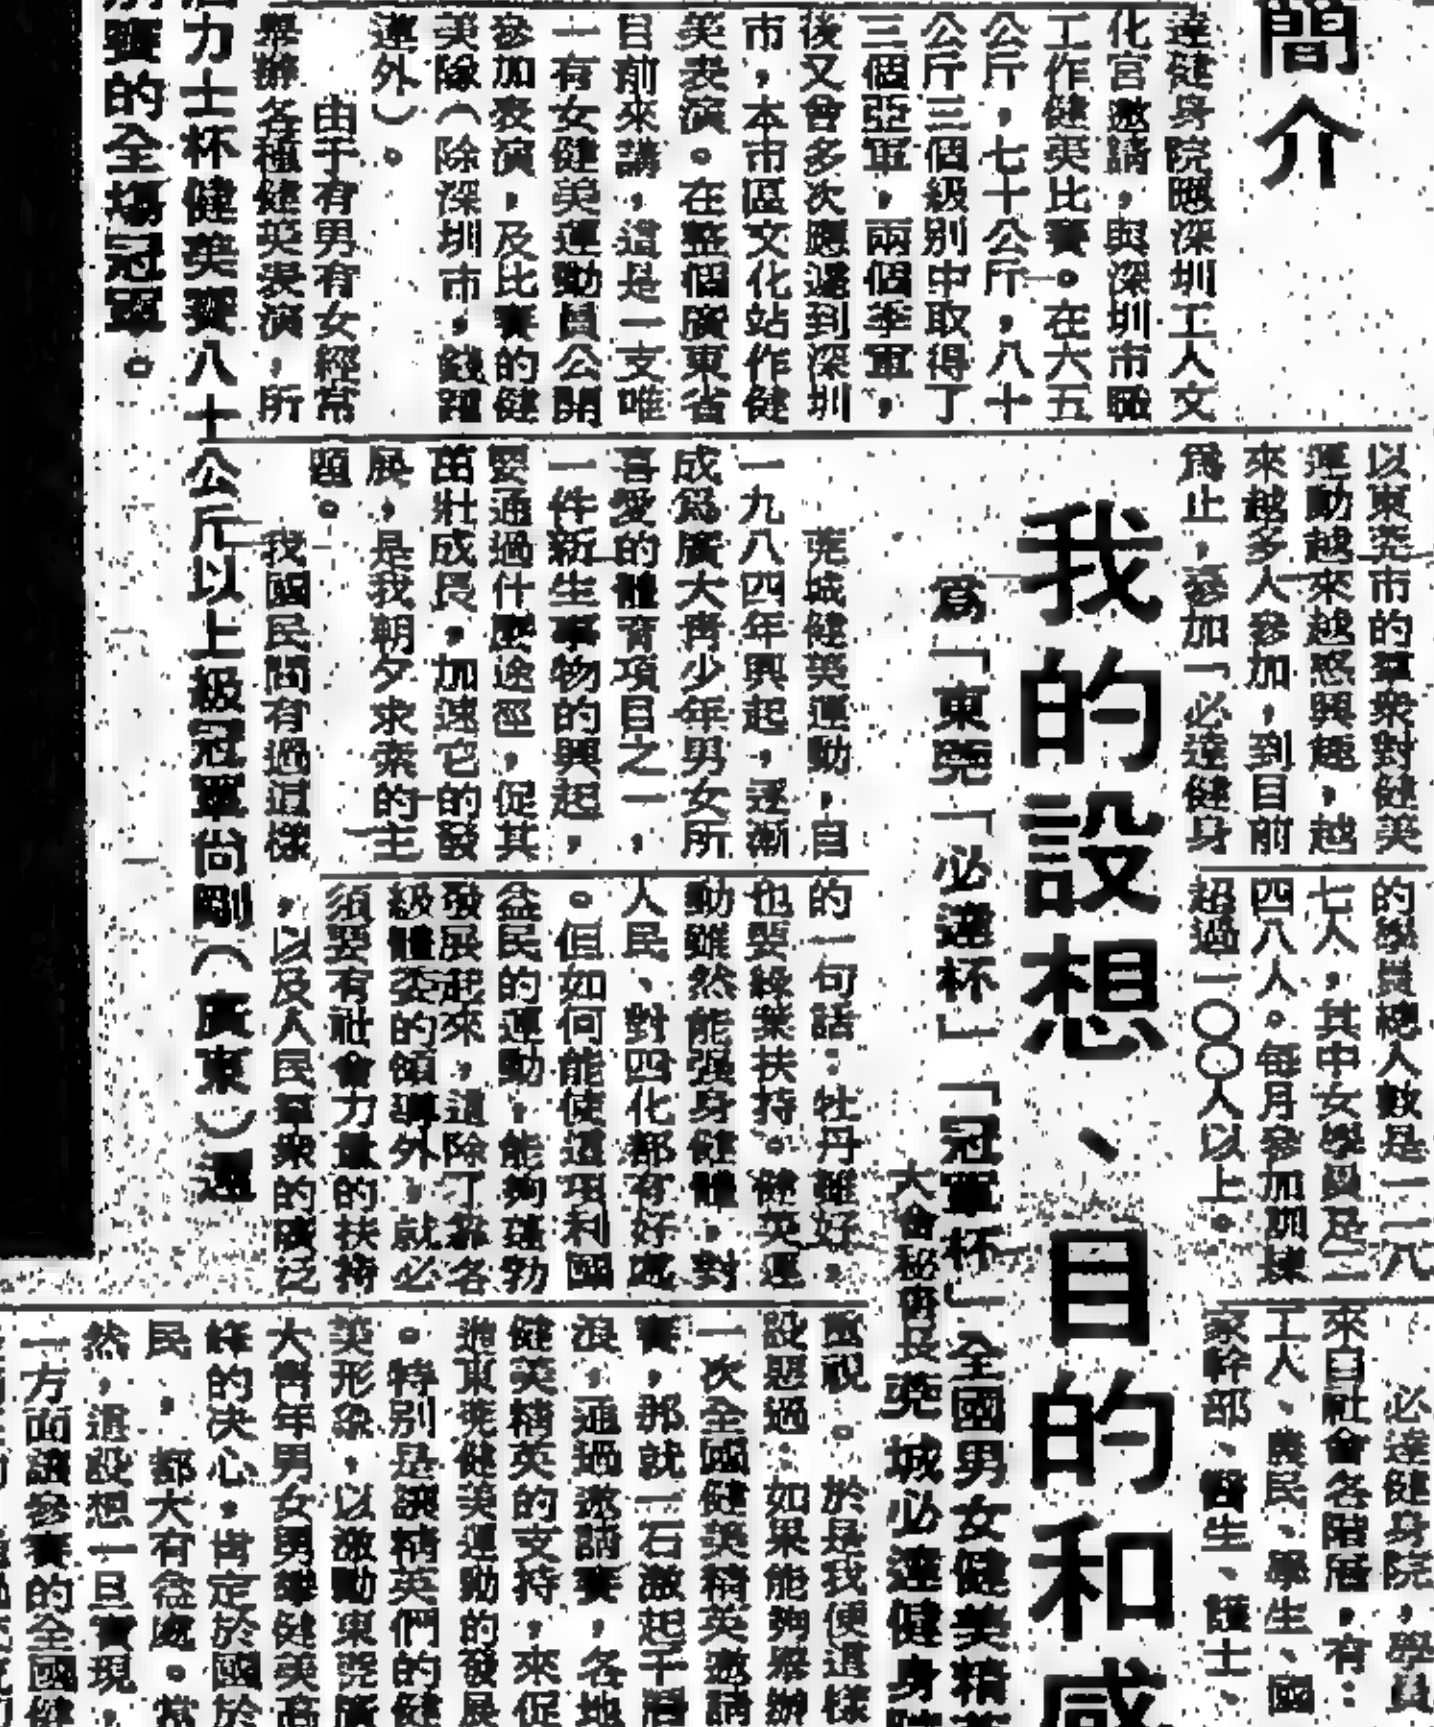 簡介
達健身院應深圳工人文
化宮邀請，與深圳市職
工作健美比賽。在六五
公斤，七十公斤，八十
公斤三個級別中取得了
三個亞軍，兩個季軍，
後又曾多次應邀到深圳
市，本市區文化站作健
美表演。在整個廣東省
目前來講，這是一支唯
一有女健美運動員公開
參加表演，及比賽的健
美隊（除深圳市，錢
運外）。
由于有男有女經常
舉辦各種健美表演，所
以東莞市的羣衆對健美
運動越來越感興趣，越
來越多人參加，到目前
爲止，參加「必達健身
的學員總人數是一一八
七人，其中女學員及三
四八人。每月參加訓練
超過一〇〇人以上。
必達健身院，學員
來自社會各階層，有：
工人、農民、學生、國
家幹部、醫生、護士、
我的設想、目的和感
爲「東莞「必達杯」「冠軍杯」全國男女健美精英
大會秘書長莞城必達健身院
莞城健美運動，自
一九八四年興起，逐漸
成爲廣大青少年男女所
喜愛的體育項目之一，
一件新生事物的興起，
要通過什麽途徑，促其
茁壯成長，加速它的發
展，是我朝夕求索的主
題。
我國民間有過這樣
的一句話：牡丹雖好，
也要綠葉扶持。健美運
動雖然能强身健體，對
人民、對四化都有好處
。但如何能使這項利國
益民的運動，能夠蓬勃
發展起來，這除了靠各
級體委的領導外，就必
須要有社會力量的扶持
，以及人民羣衆的廣泛
重視。於是我便這樣
設想過：如果能夠舉辦
一次全國健美精英邀請
賽，那就一石激起千層
浪，通過邀請賽，各地
健美精英的支持，來促
進東莞健美運動的發展
。特別是讓精英們的健
美形象，以激動東莞廣
大青年男女男練健美高
的决心，肯定於國於
民，都大有益處。當
然，這設想一旦實現，
一方面讓參賽的全國健
力士杯健美賽八十公斤以上級冠軍尚剛（廣東）還
別賽的全塲冠軍。